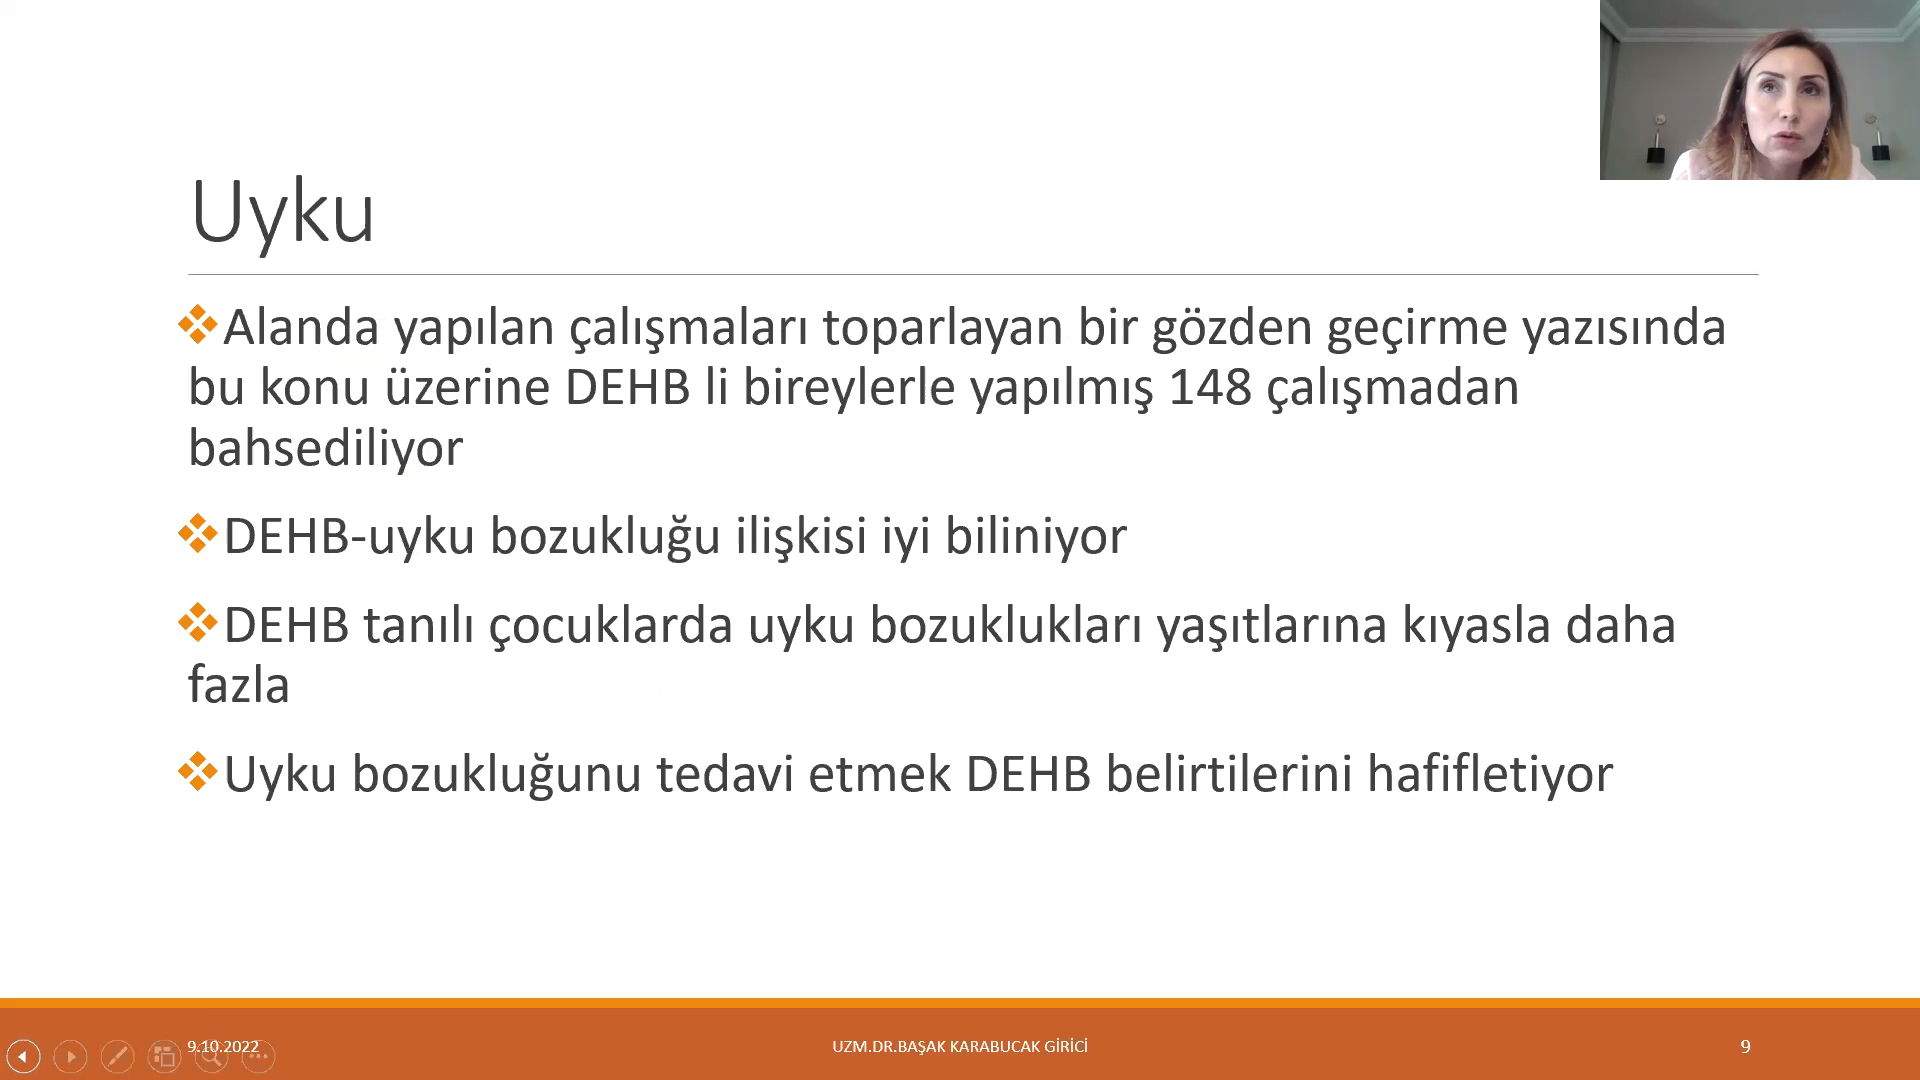 Uyku
Alanda yapılan çalışmaları toparlayan bir gözden geçirme yazısında
bu konu üzerine DEHB li bireylerle yapılmış 148 çalışmadan
bahsediliyor
DEHB-uyku bozukluğu ilişkisi iyi biliniyor
DEHB tanılı çocuklarda uyku bozuklukları yaşıtlarına kıyasla daha
fazla
Uyku bozukluğunu tedavi etmek DEHB belirtilerini hafifletiyor
9.10.2022
UZM.DR.BAŞAK KARABUCAK GİRİCİ
9